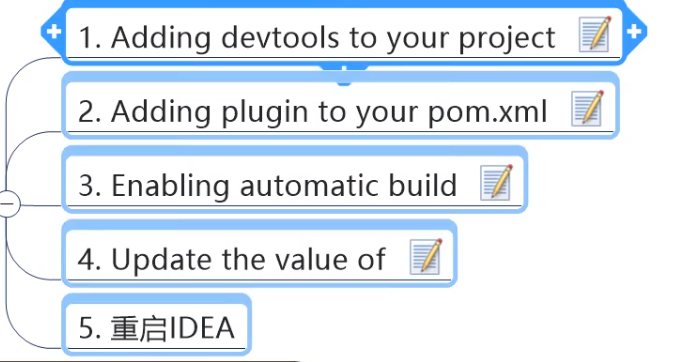 1. Adding devtools to your project
2. Adding plugin to your pom.xml
3. Enabling automatic build
4. Update the value of
5. 重启IDEA